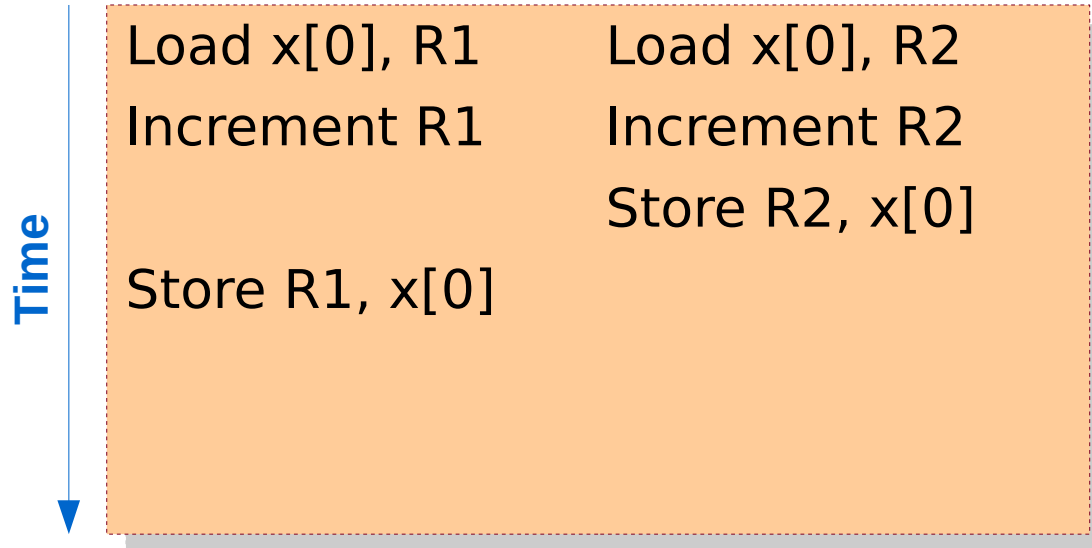 Time
Load x[0], R1
Increment R1
Store R1, x[0]
Load x[0], R2
Increment R2
Store R2, x[0]